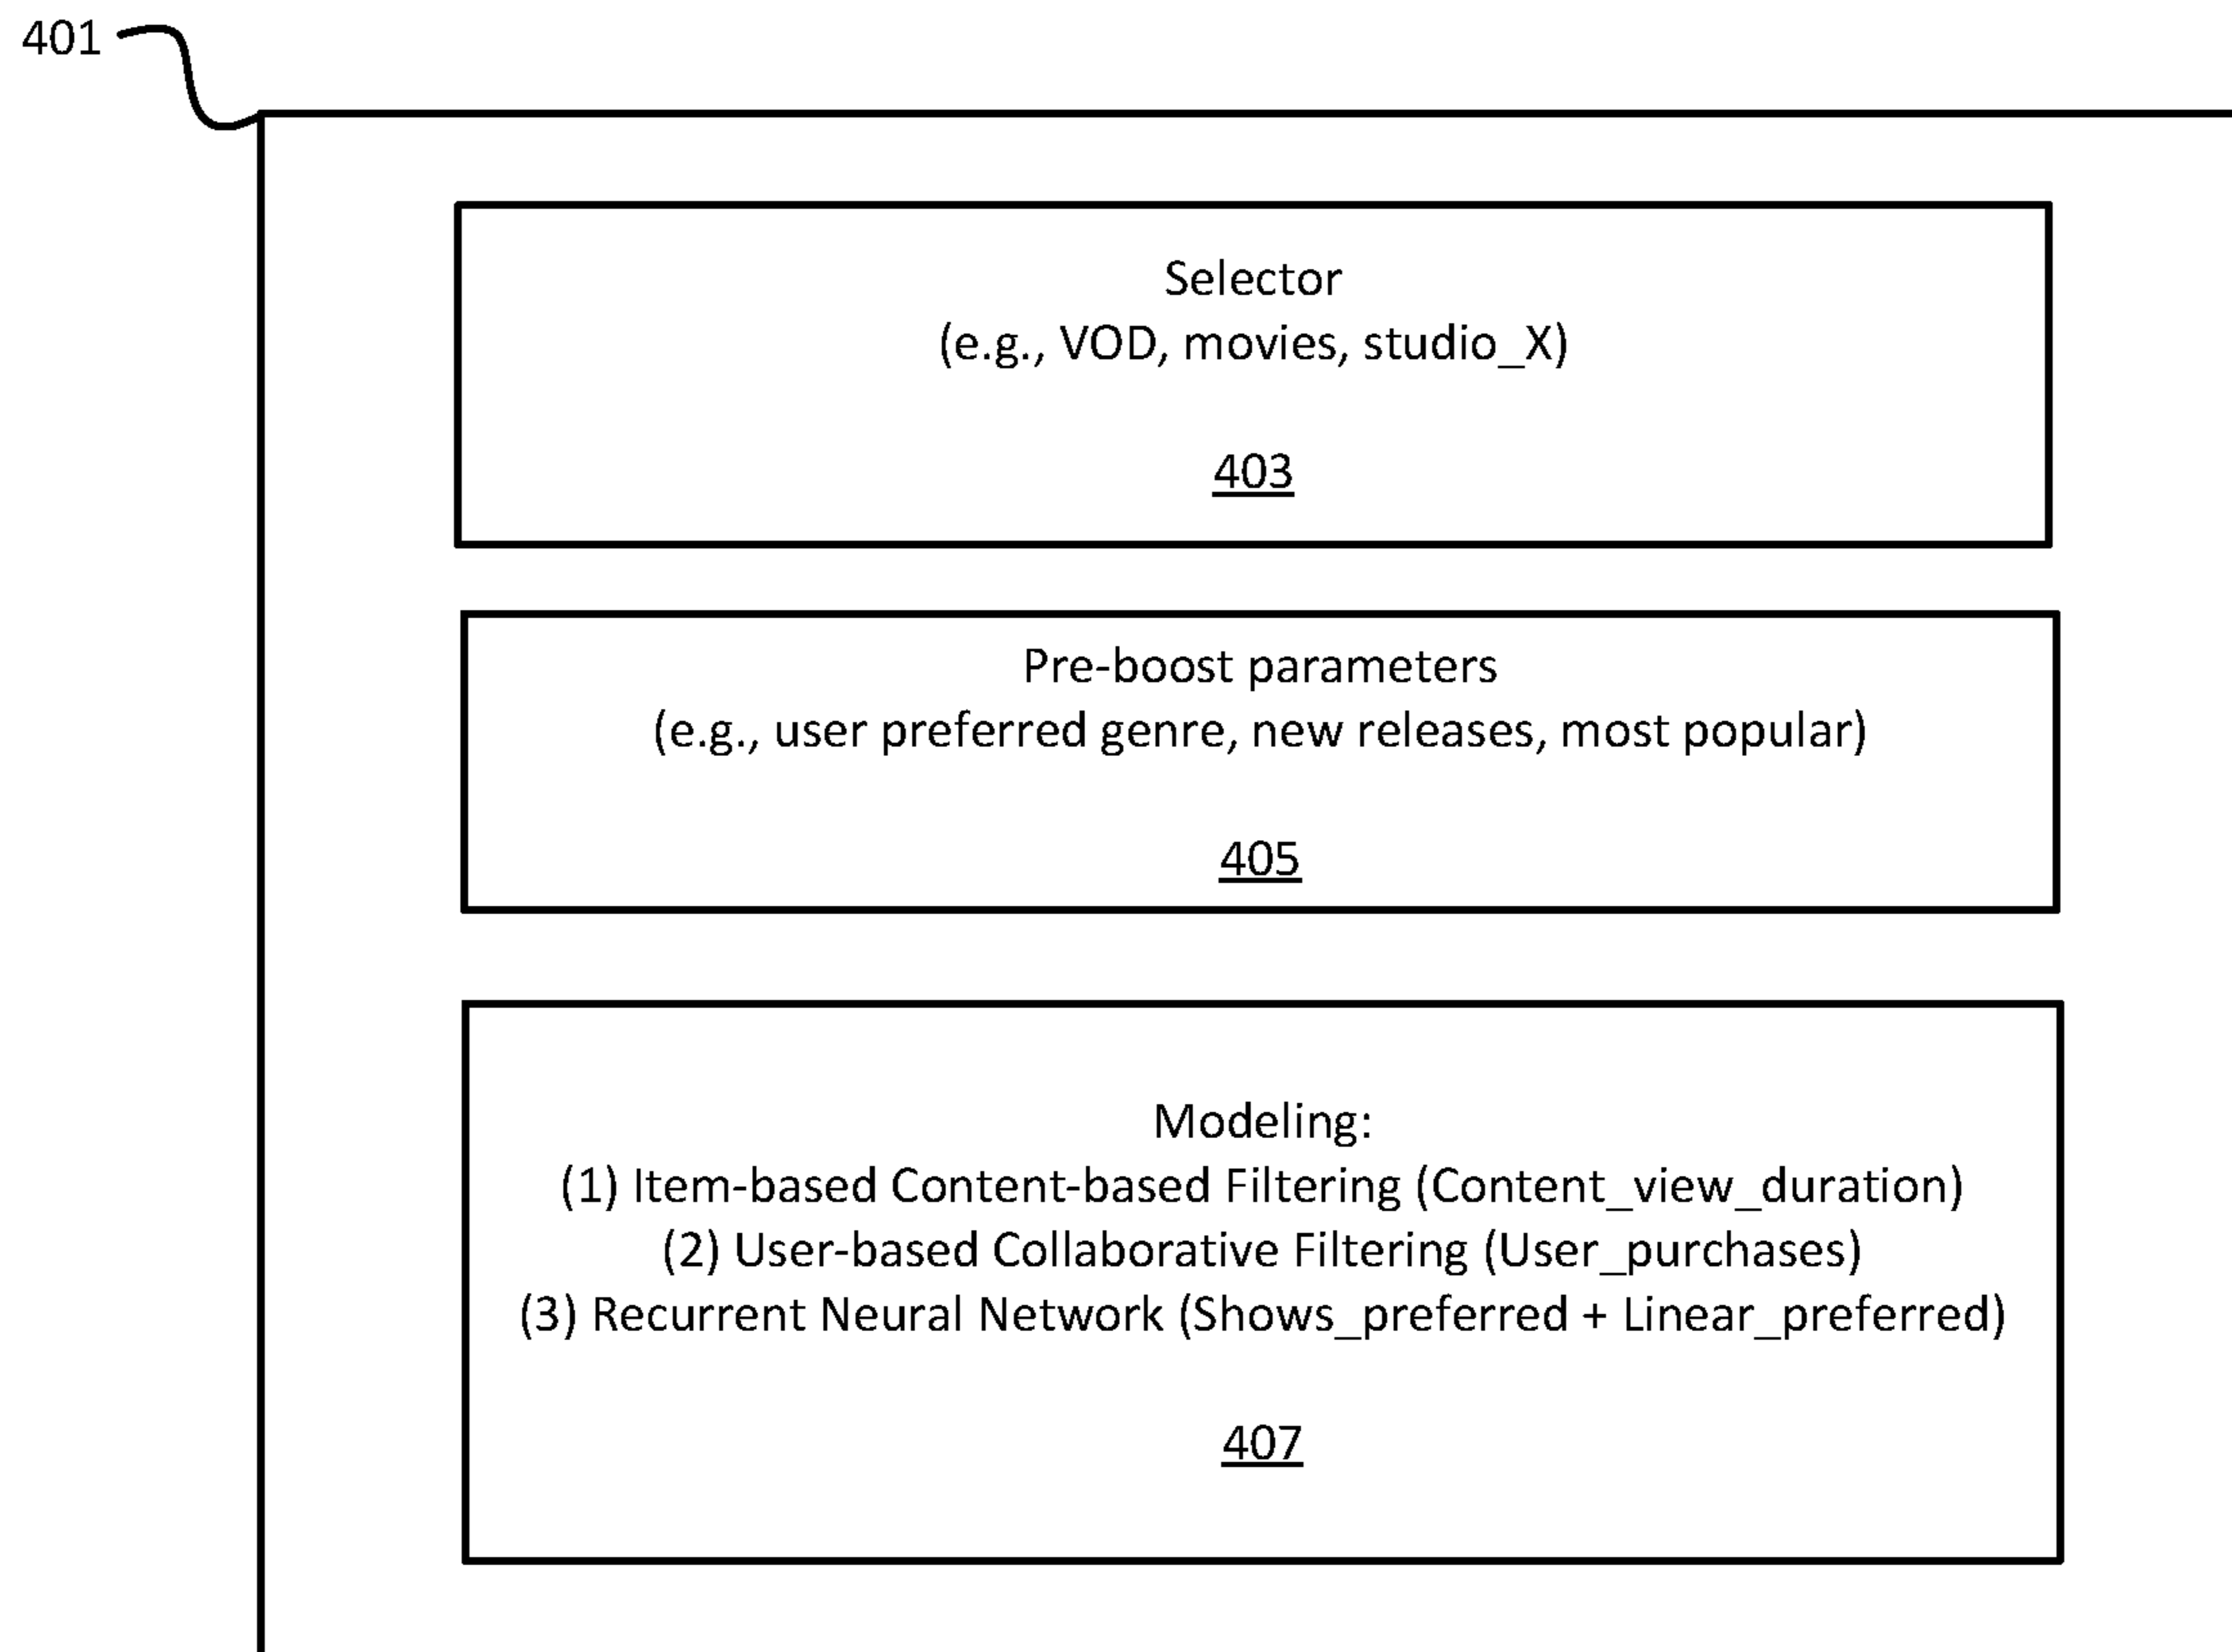 401
Selector
(e.g., VOD, movies, studio_X)
403
Pre-boost parameters
(e.g., user preferred genre, new releases, most popular)
405
Modeling:
(1) Item-based Content-based Filtering (Content_view_duration)
(2) User-based Collaborative Filtering (User_purchases)
(3) Recurrent Neural Network (Shows_preferred + Linear_preferred)
407